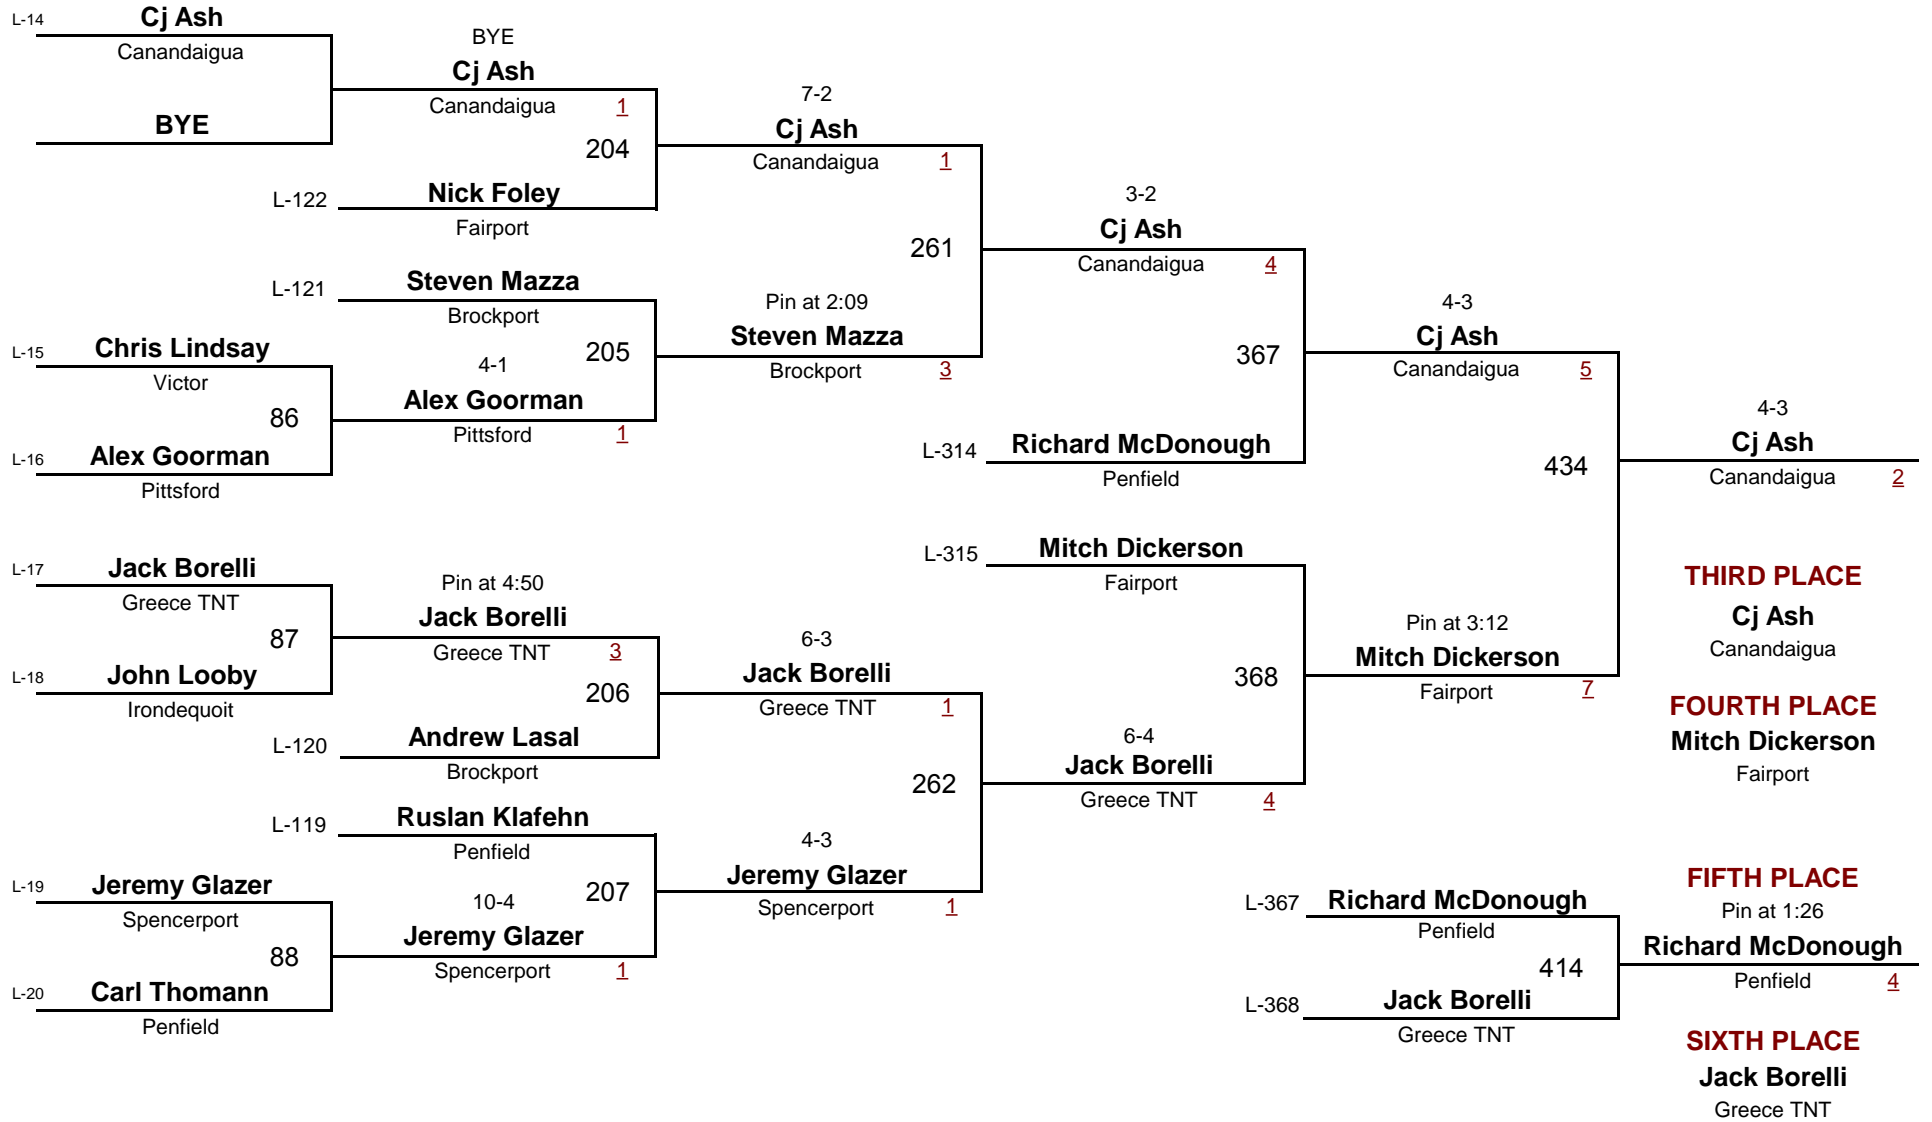 L-14
Cj Ash
Canandaigua
BYE
BYE
Cj Ash
Canandaigua 1
204
L-122
Nick Foley
Fairport
7-2
Cj Ash
Canandaigua 1
L-121
Steven Mazza
Brockport
L-15
Chris Lindsay
Victor
86
L-16
Alex Goorman
Pittsford
4-1
Alex Goorman
Pittsford 1
205
Pin at 2:09
Steven Mazza
Brockport 3
261
3-2
Cj Ash
Canandaigua 4
367
L-314
Richard McDonough
Penfield
4-3
Cj Ash
Canandaigua 5
434
4-3
Cj Ash
Canandaigua 2
L-17
Jack Borelli
Greece TNT
87
L-18
John Looby
Irondequoit
Pin at 4:50
Jack Borelli
Greece TNT 3
206
L-120
Andrew Lasal
Brockport
6-3
Jack Borelli
Greece TNT 1
L-119
Ruslan Klafehn
Penfield
L-19
Jeremy Glazer
Spencerport
88
L-20
Carl Thomann
Penfield
10-4
Jeremy Glazer
Spencerport 1
207
4-3
Jeremy Glazer
Spencerport 1
262
L-315
Mitch Dickerson
Fairport
368
6-4
Jack Borelli
Greece TNT 4
Pin at 3:12
Mitch Dickerson
Fairport 7
THIRD PLACE
Cj Ash
Canandaigua
FOURTH PLACE
Mitch Dickerson
Fairport
L-367
Richard McDonough
Penfield
414
L-368
Jack Borelli
Greece TNT
FIFTH PLACE
Pin at 1:26
Richard McDonough
Penfield 4
SIXTH PLACE
Jack Borelli
Greece TNT